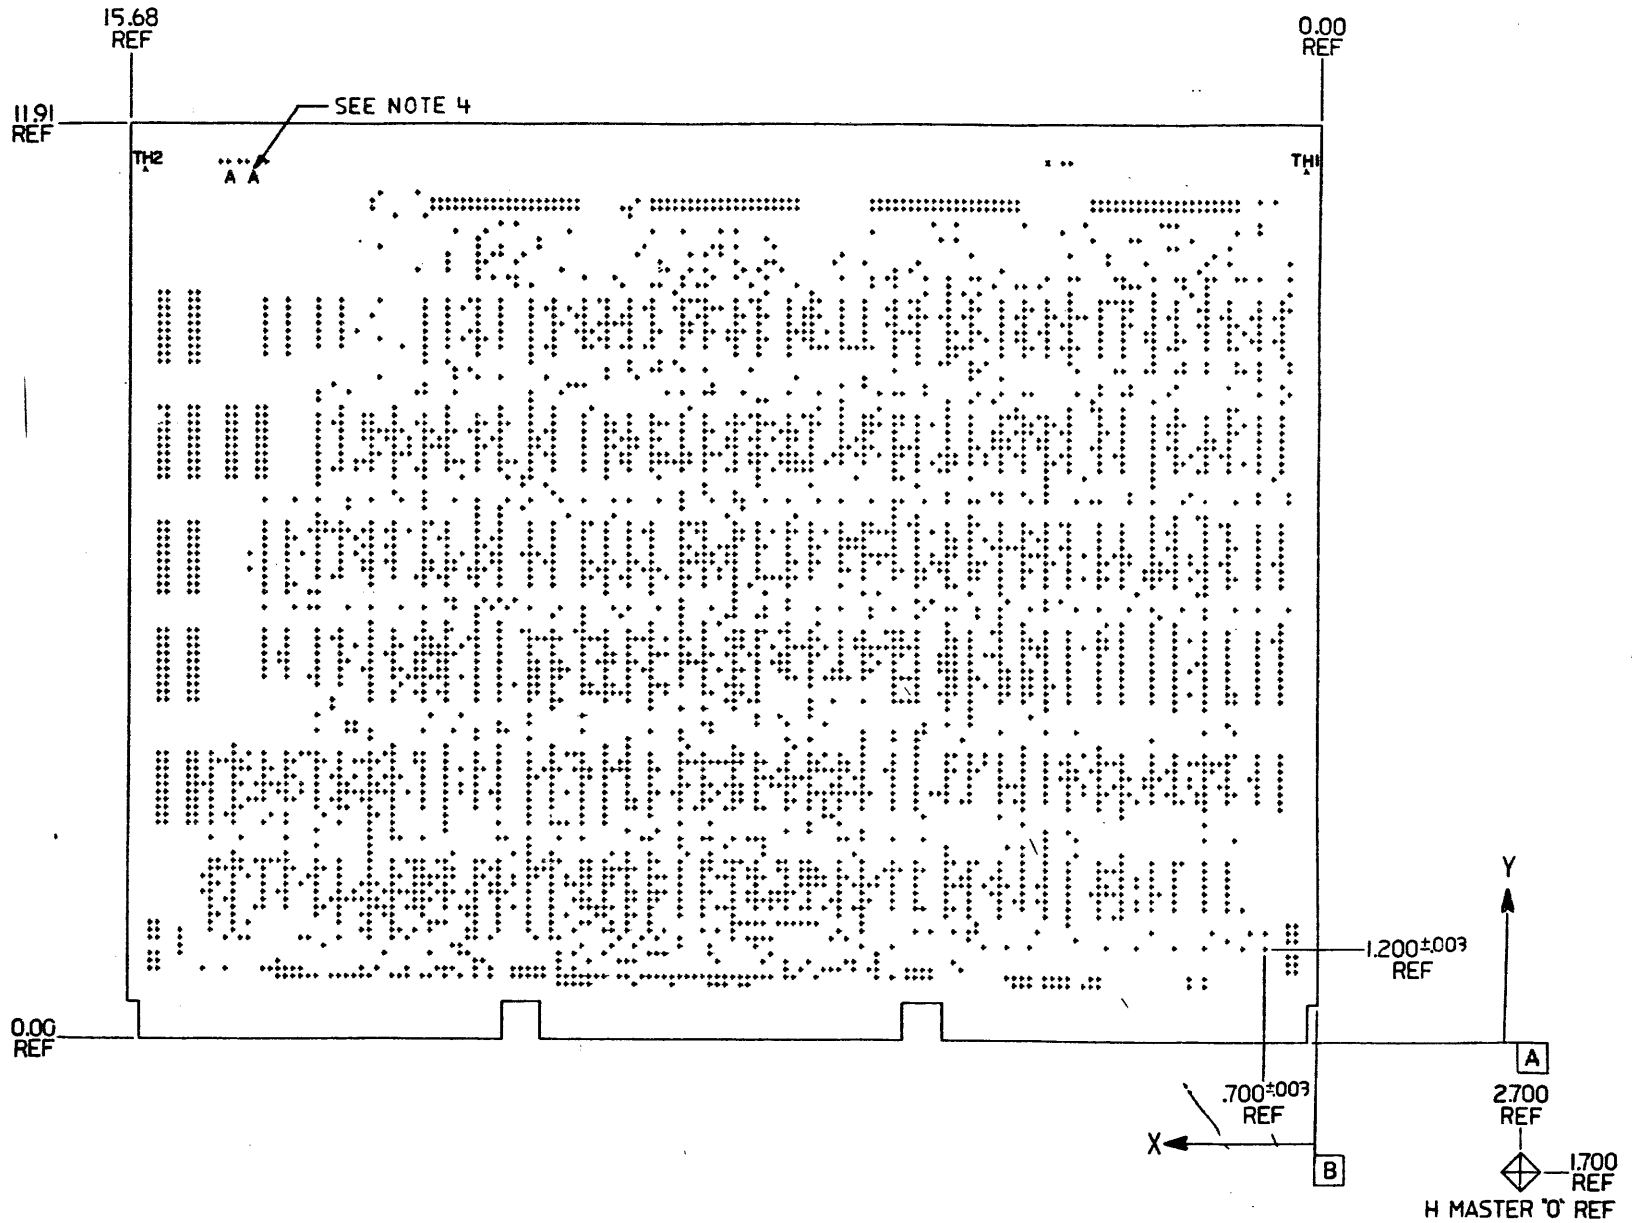 15.68
REF
0.00
REF
11.91
REF
SEE NOTE 4
TH2
A A
TH1
Y
1.200±.003
REF
0.00
REF
A
.700±.003
REF
2.700
REF
X
B
1.700
REF
H MASTER "0" REF